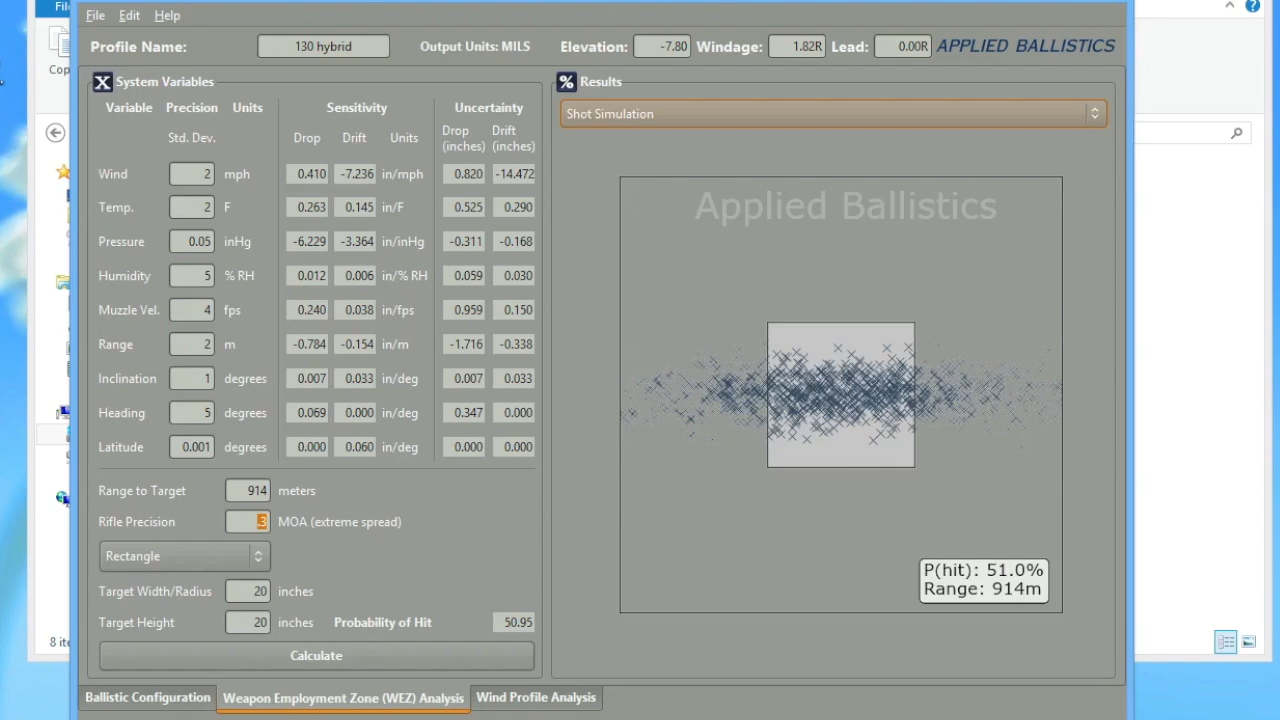 File
File Edit Help
Profile Name: 130 hybrid Output Units: MILS Elevation: -7.80 Windage: 1.82R Lead: 0.00R APPLIED BALLISTICS
Cop
X System Variables
Variable Precision Units Sensitivity Uncertainty
Std. Dev. Drop Drift Units Drop (inches) Drift (inches)
Wind 2 mph 0.410 -7.236 in/mph 0.820 -14.472
Temp. 2 F 0.263 0.145 in/F 0.525 0.290
Pressure 0.05 inHg -6.229 -3.364 in/inHg -0.311 -0.168
Humidity 5 % RH 0.012 0.006 in/% RH 0.059 0.030
Muzzle Vel. 4 fps 0.240 0.038 in/fps 0.959 0.150
Range 2 m -0.784 -0.154 in/m -1.716 -0.338
Inclination 1 degrees 0.007 0.033 in/deg 0.007 0.033
Heading 5 degrees 0.069 0.000 in/deg 0.347 0.000
Latitude 0.001 degrees 0.000 0.060 in/deg 0.000 0.000
Range to Target 914 meters
Rifle Precision .3 MOA (extreme spread)
Rectangle
Target Width/Radius 20 inches
Target Height 20 inches Probability of Hit 50.95
Calculate
% Results
Shot Simulation
Applied Ballistics
P(hit): 51.0%
Range: 914m
8 ite
Ballistic Configuration Weapon Employment Zone (WEZ) Analysis Wind Profile Analysis